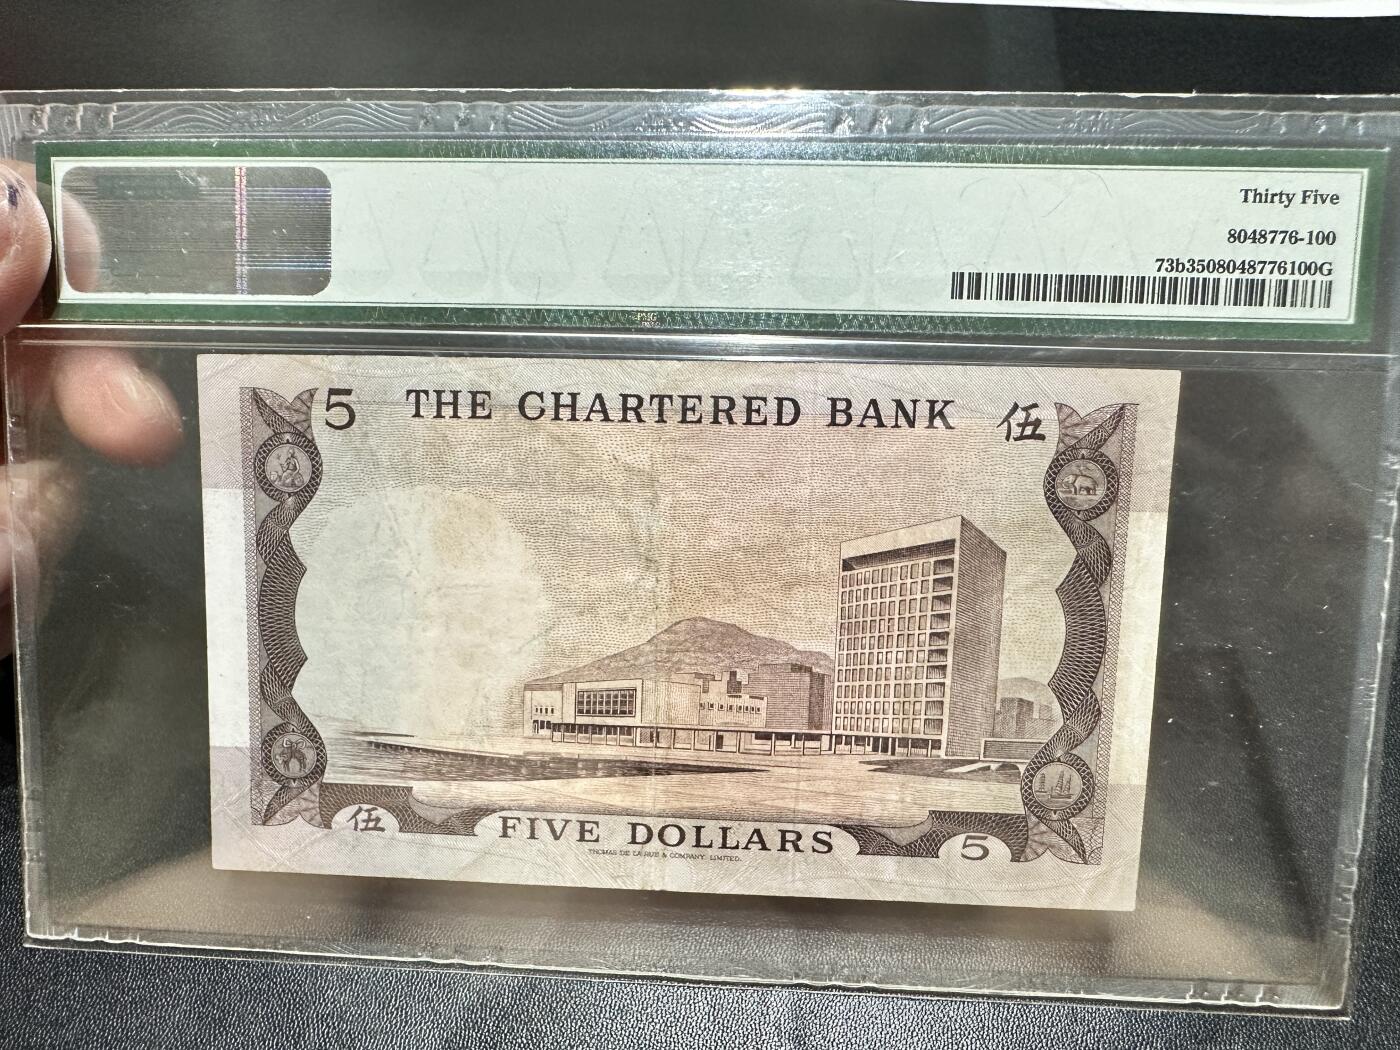 Thirty Five
8048776-100
73b3508048776100G
PMG
5 THE CHARTERED BANK 伍
伍 FIVE DOLLARS 5
THOMAS DE LA RUE & COMPANY, LIMITED.